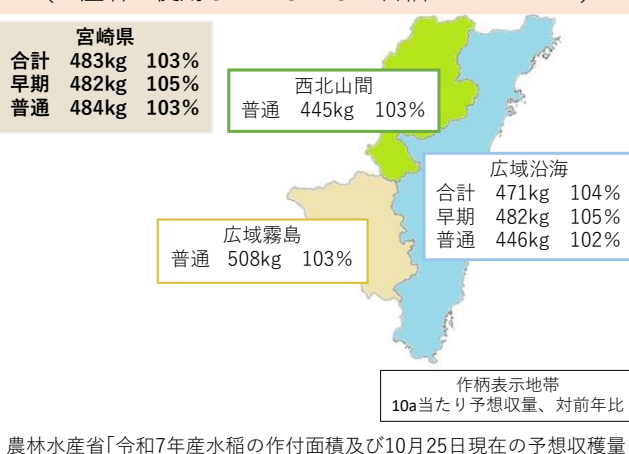 宮崎県
合計 483kg 103%
早期 482kg 105%
普通 484kg 103%
西北山間
普通 445kg 103%
広域沿海
合計 471kg 104%
早期 482kg 105%
普通 446kg 102%
広域霧島
普通 508kg 103%
作柄表示地帯
10a当たり予想収量、対前年比
農林水産省「令和7年産水稲の作付面積及び10月25日現在の予想収穫量